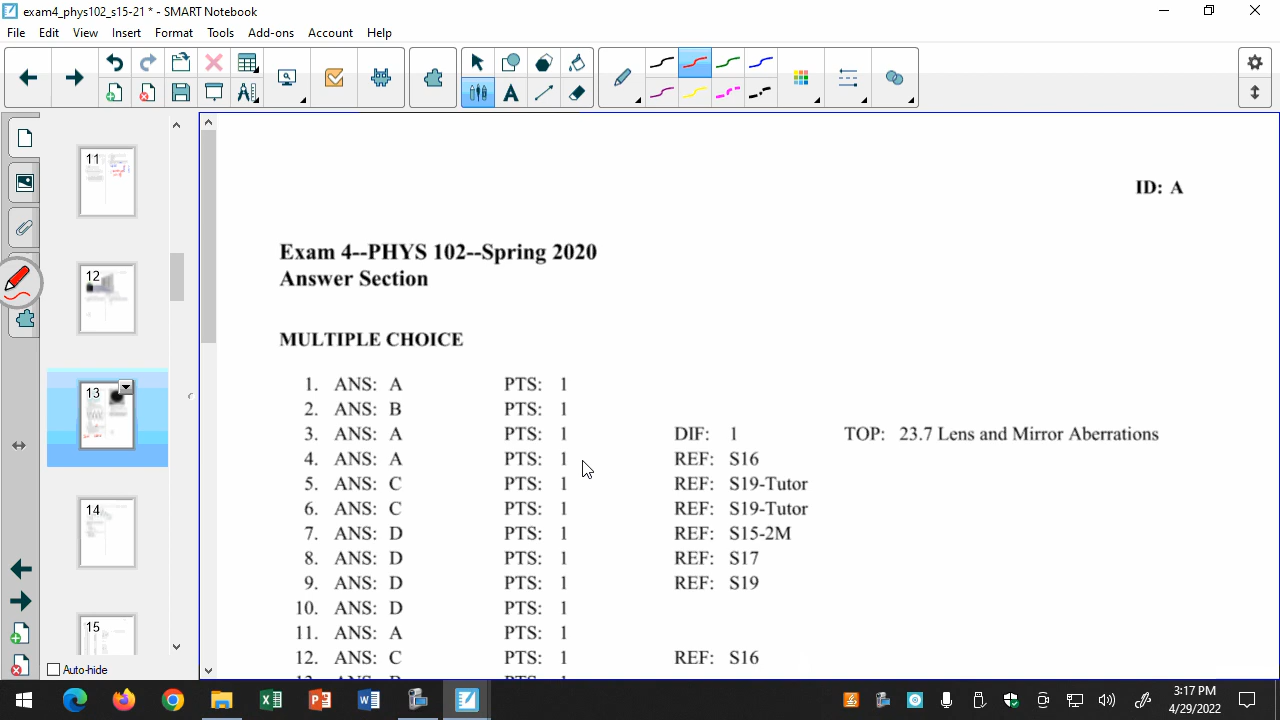 exam4_phys102_s15-21 * - SMART Notebook
File Edit View Insert Format Tools Add-ons Account Help
11
12
13
14
15
Auto-hide
ID: A
Exam 4--PHYS 102--Spring 2020
Answer Section
MULTIPLE CHOICE
1. ANS: A PTS: 1
2. ANS: B PTS: 1
3. ANS: A PTS: 1 DIF: 1 TOP: 23.7 Lens and Mirror Aberrations
4. ANS: A PTS: 1 REF: S16
5. ANS: C PTS: 1 REF: S19-Tutor
6. ANS: C PTS: 1 REF: S19-Tutor
7. ANS: D PTS: 1 REF: S15-2M
8. ANS: D PTS: 1 REF: S17
9. ANS: D PTS: 1 REF: S19
10. ANS: D PTS: 1
11. ANS: A PTS: 1
12. ANS: C PTS: 1 REF: S16
3:17 PM
4/29/2022